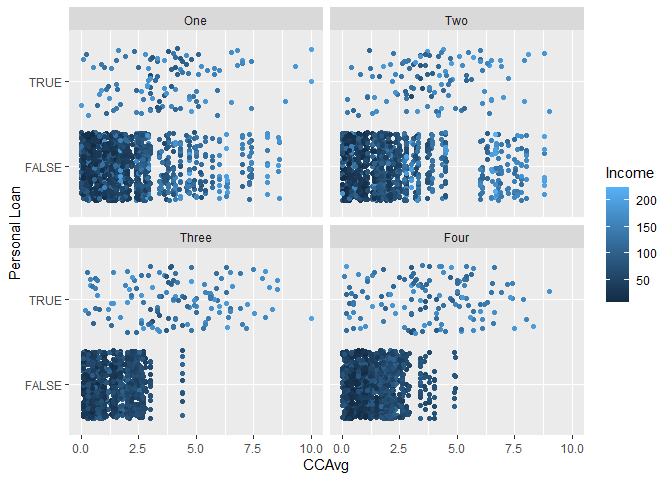 One
Two
TRUE
FALSE
Three
Four
TRUE
FALSE
0.0 2.5 5.0 7.5 10.0 0.0 2.5 5.0 7.5 10.0
CCAvg
Personal Loan
Income
200
150
100
50